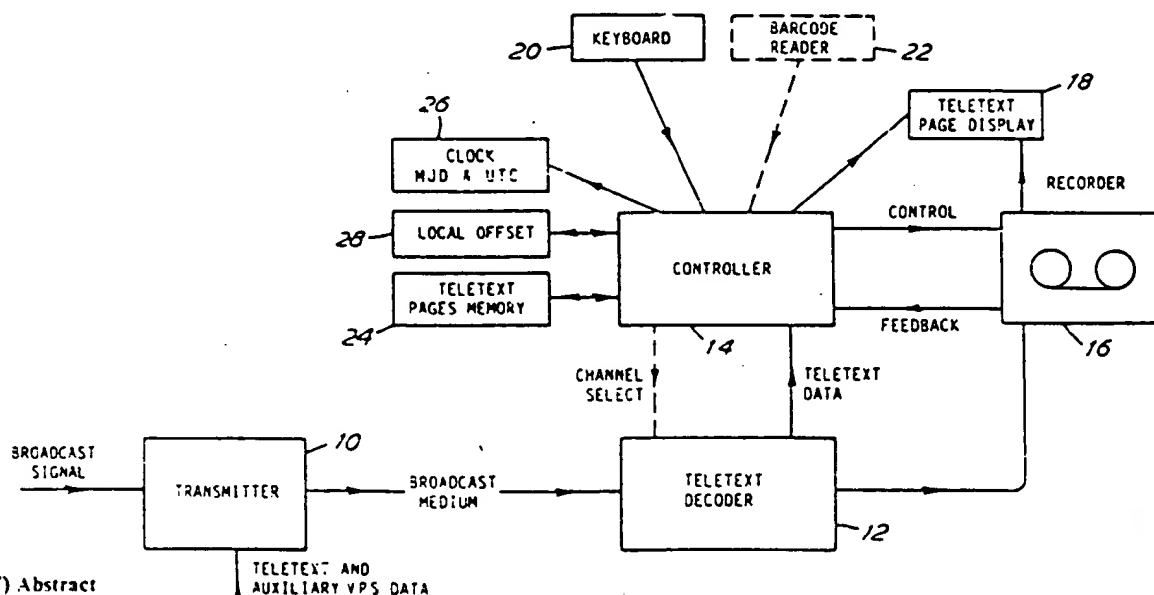 20
KEYBOARD
BARCODE
READER
22
18
TELETEXT
PAGE DISPLAY
26
CLOCK
MJD & UTC
RECORDER
28
LOCAL OFFSET
CONTROL
CONTROLLER
24
TELETEXT
PAGES MEMORY
FEEDBACK
14
16
CHANNEL
SELECT
TELETEXT
DATA
10
BROADCAST
SIGNAL
TRANSMITTER
BROADCAST
MEDIUM
TELETEXT
DECODER
12
TELETEXT AND
AUXILIARY VPS DATA
) Abstract